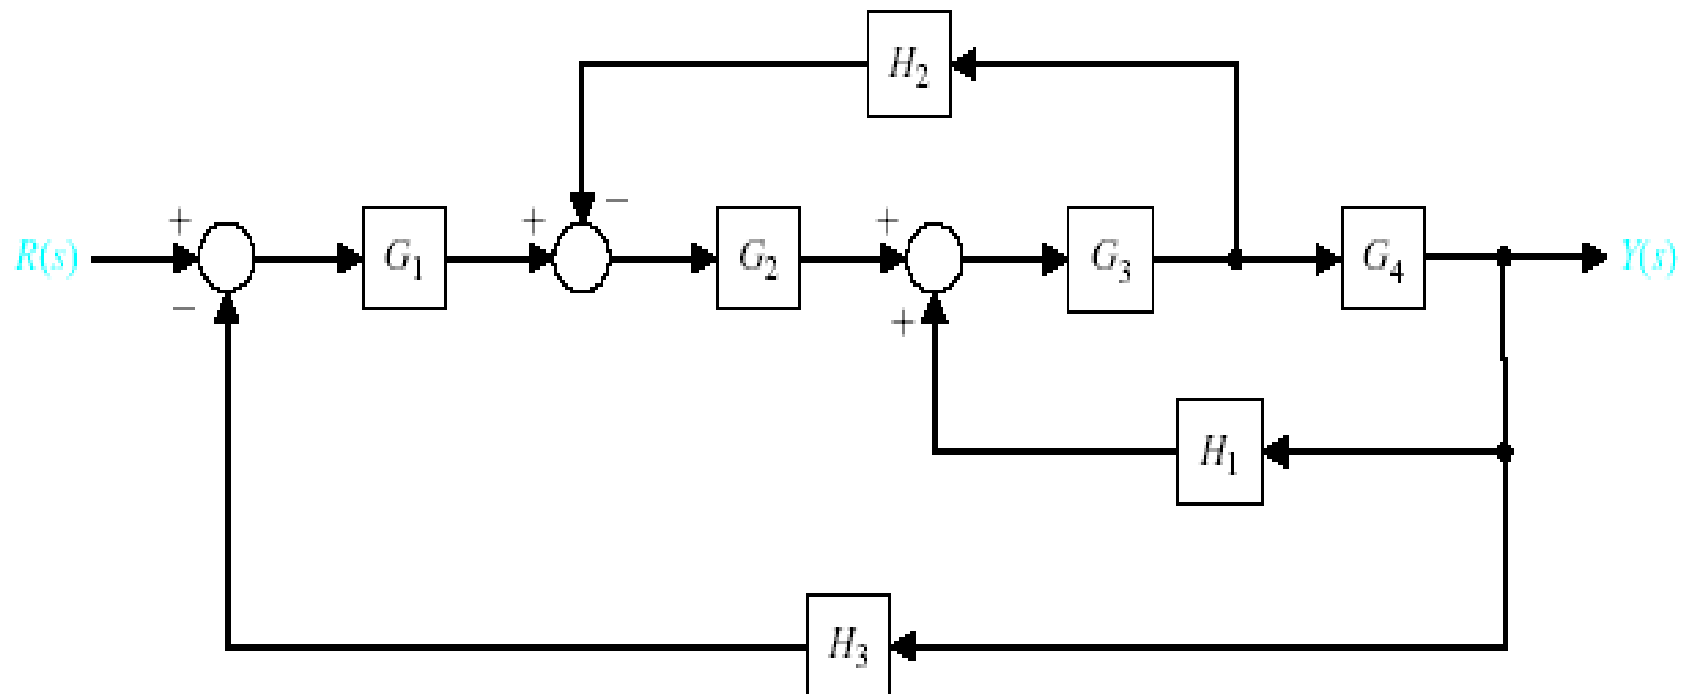 H₂
+
−
+
+
R(s)
G₁
G₂
G₃
G₄
Y(s)
−
+
H₁
H₃